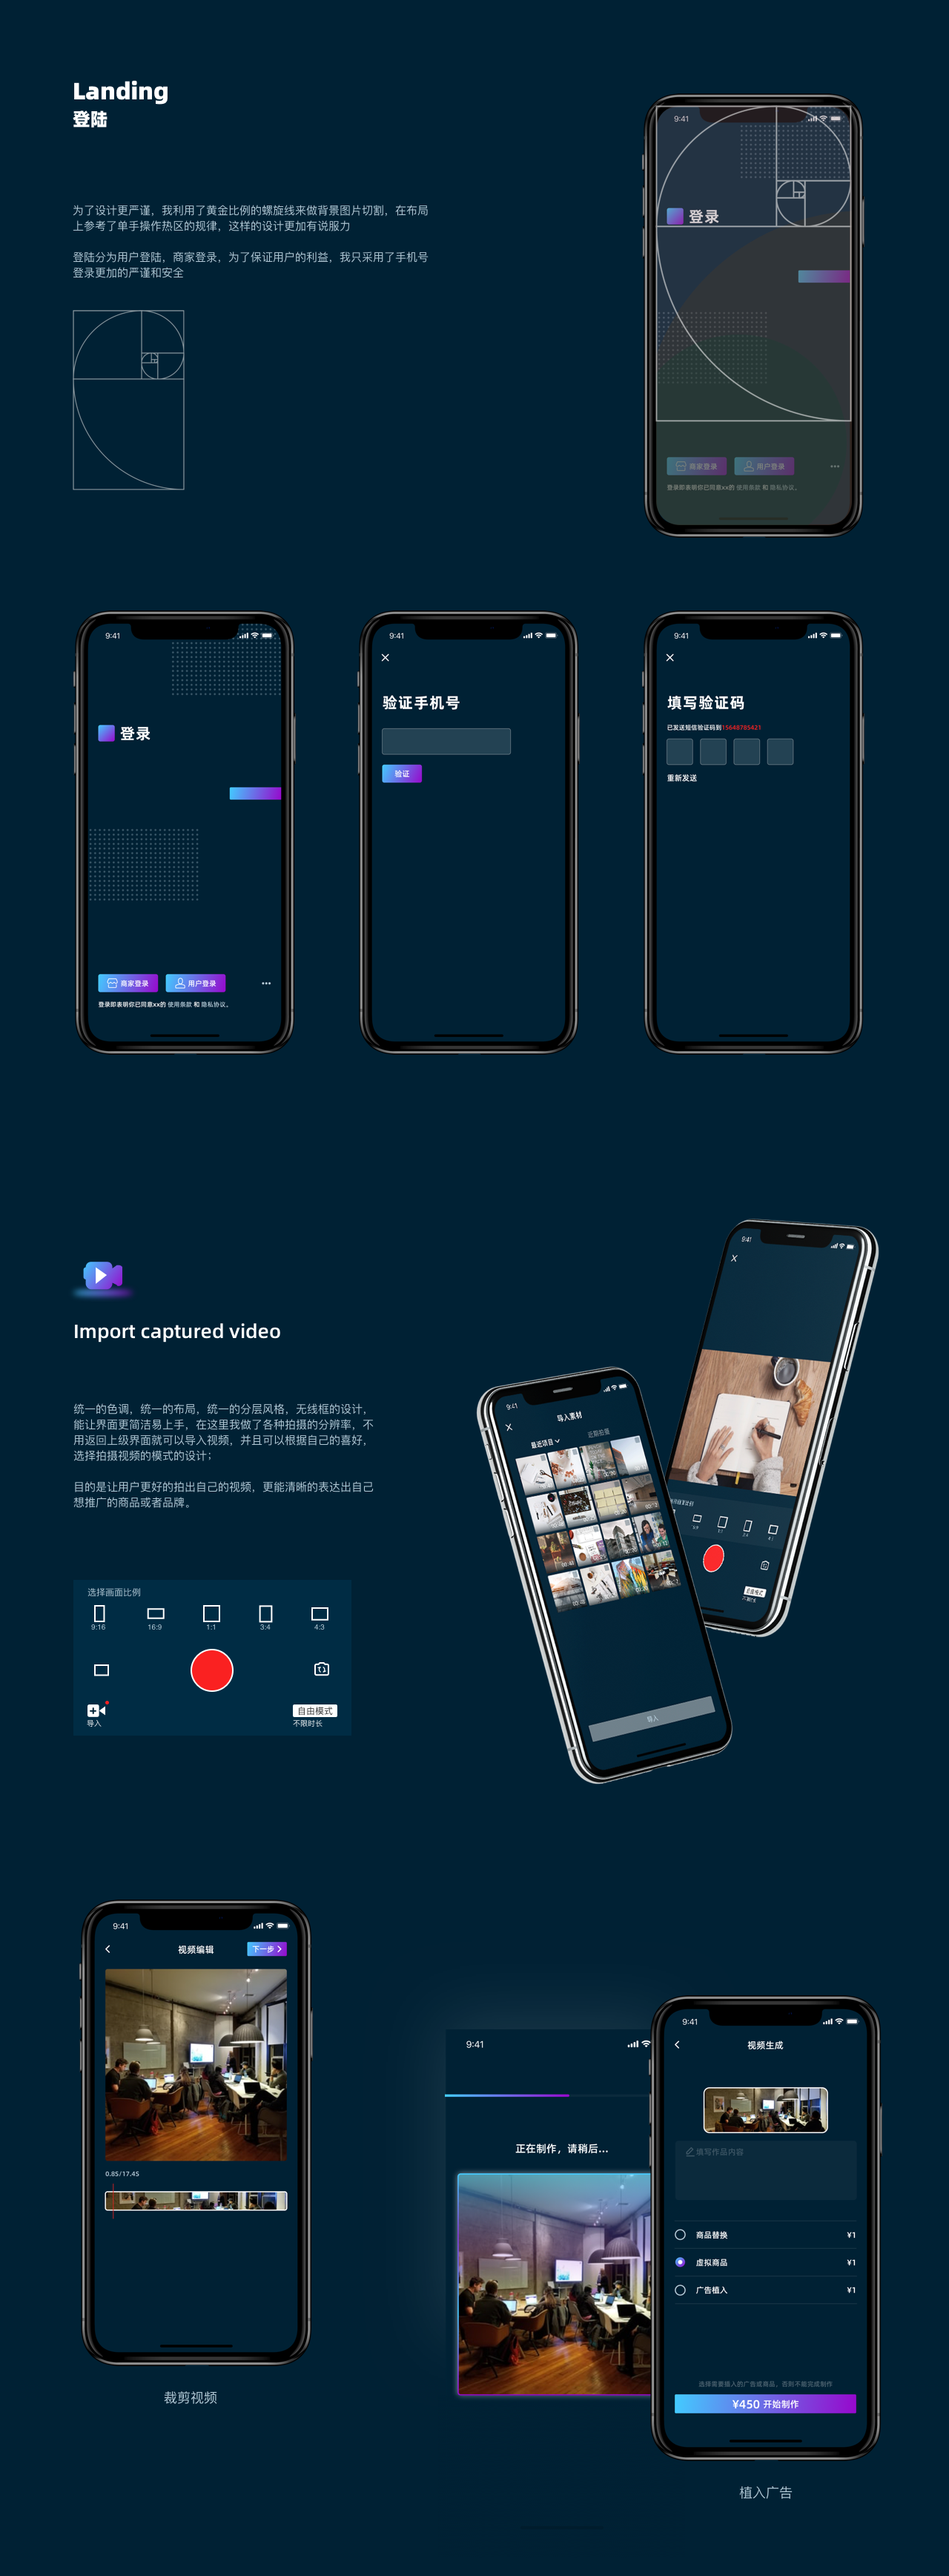 Landing
登陆
为了设计更严谨，我利用了黄金比例的螺旋线来做背景图片切割，在布局
上参考了单手操作热区的规律，这样的设计更加有说服力
登陆分为用户登陆，商家登录，为了保证用户的利益，我只采用了手机号
登录更加的严谨和安全
9:41
登录
商家登录
用户登录
登录即表明你已同意xx的 使用条款 和 隐私协议。
9:41
登录
商家登录
用户登录
登录即表明你已同意xx的 使用条款 和 隐私协议。
9:41
验证手机号
验证
9:41
填写验证码
已发送短信验证码到15648785421
重新发送
Import captured video
统一的色调，统一的布局，统一的分层风格，无线框的设计，
能让界面更简洁易上手，在这里我做了各种拍摄的分辨率，不
用返回上级界面就可以导入视频，并且可以根据自己的喜好，
选择拍摄视频的模式的设计；
目的是让用户更好的拍出自己的视频，更能清晰的表达出自己
想推广的商品或者品牌。
选择画面比例
9:16
16:9
1:1
3:4
4:3
导入
自由模式
不限时长
9:41
9:41
导入素材
最近项目
近期拍摄
自由模式
9:41
视频编辑
下一步
0.8S/17.4S
裁剪视频
9:41
正在制作，请稍后...
9:41
视频生成
填写作品内容
商品替换 ¥1
虚拟商品 ¥1
广告植入 ¥1
选择需要植入的广告或商品，否则不能完成制作
¥450 开始制作
植入广告